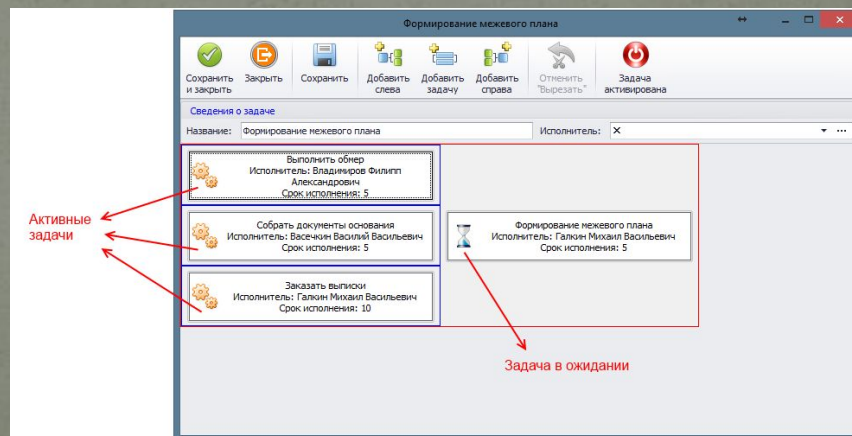 Формирование межевого плана
Сохранить и закрыть
Закрыть
Сохранить
Добавить слева
Добавить задачу
Добавить справа
Отменить "Вырезать"
Задача активирована
Сведения о задаче
Название: Формирование межевого плана Исполнитель: X
Выполнить обмер
Исполнитель: Владимиров Филипп
Александрович
Срок исполнения: 5
Активные
задачи
Собрать документы основания
Исполнитель: Васечкин Василий Васильевич
Срок исполнения: 5
Формирование межевого плана
Исполнитель: Галкин Михаил Васильевич
Срок исполнения: 5
Заказать выписки
Исполнитель: Галкин Михаил Васильевич
Срок исполнения: 10
Задача в ожидании